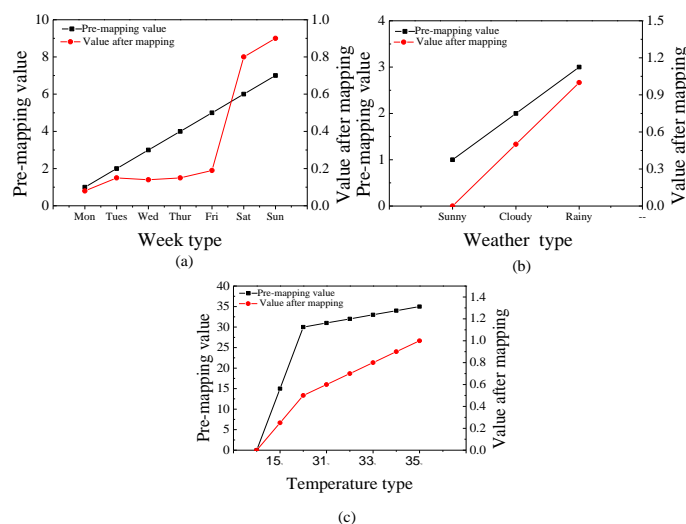 (a)
Pre-mapping value
Value after mapping
10
8
6
4
2
0
1.0
0.8
0.6
0.4
0.2
0.0
Pre-mapping value
Value after mapping
Mon Tues Wed Thur Fri Sat Sun
Week type
(a)
Pre-mapping value
Value after mapping
4
3
2
1
0
1.5
1.2
0.9
0.6
0.3
0.0
Pre-mapping value
Value after mapping
Sunny Cloudy Rainy --
Weather type
(b)
Pre-mapping value
Value after mapping
40
35
30
25
20
15
10
5
0
1.4
1.2
1.0
0.8
0.6
0.4
0.2
0.0
Pre-mapping value
Value after mapping
15. 31. 33. 35.
Temperature type
(c)